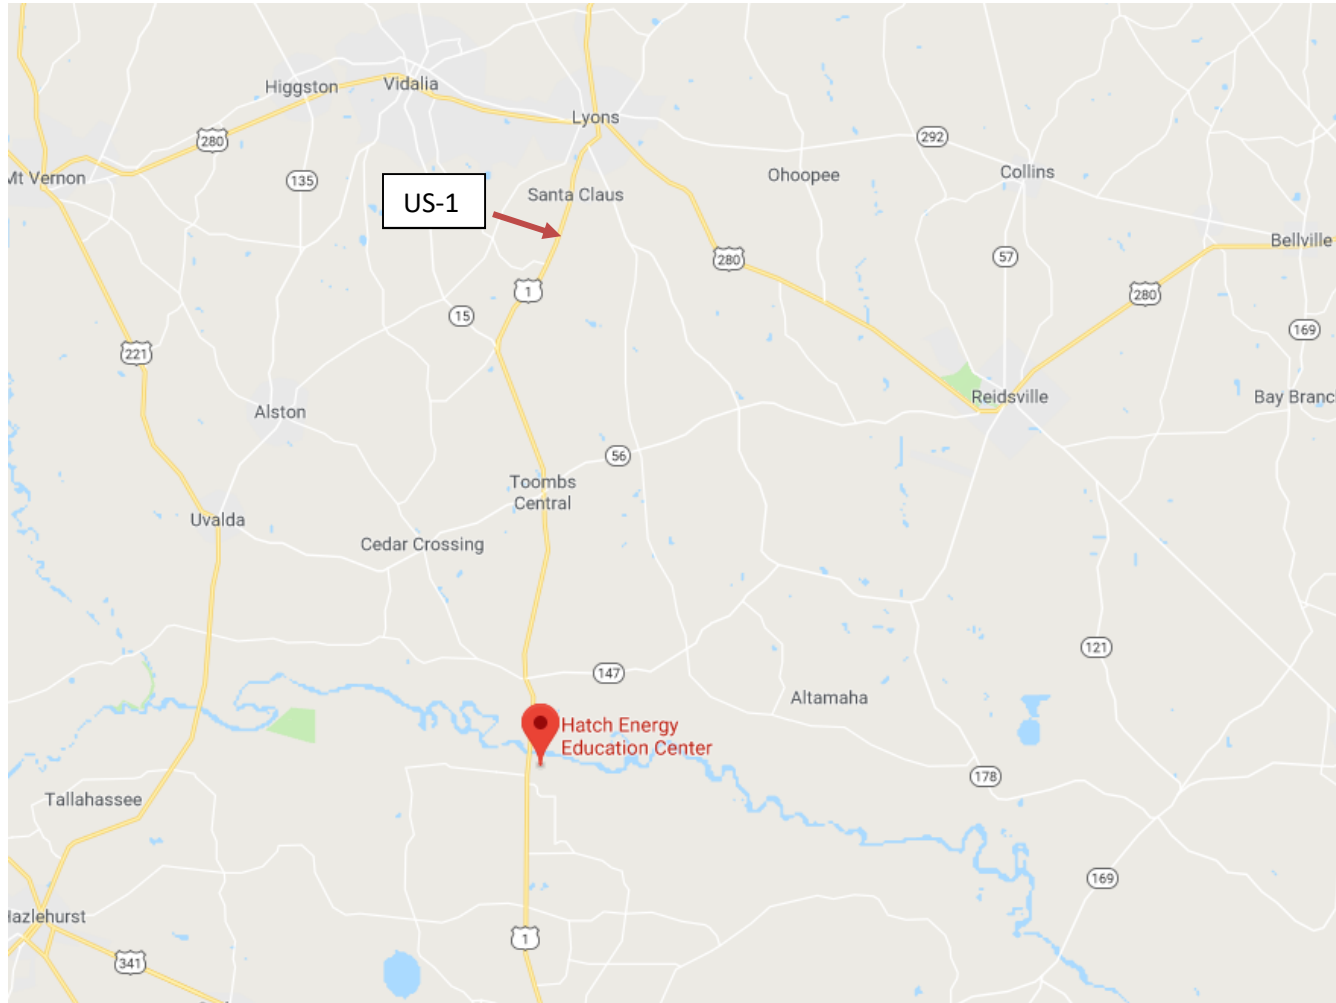 Higgston
Vidalia
Lyons
280
292
Mt Vernon
135
Ohoopee
Collins
US-1
Santa Claus
Bellville
280
57
1
280
15
169
221
Alston
Reidsville
Bay Branc
56
Toombs
Central
Uvalda
Cedar Crossing
121
147
Altamaha
Hatch Energy
Education Center
178
Tallahassee
169
Hazlehurst
1
341